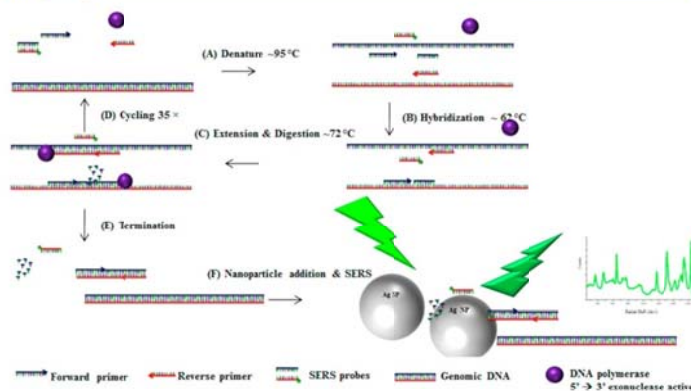 (A) Denature ~95 °C
(D) Cycling 35 ×
(B) Hybridization ~ 62 °C
(C) Extension & Digestion ~72 °C
(E) Termination
(F) Nanoparticle addition & SERS
Ag NP
Ag NP
Forward primer
Reverse primer
SERS probes
Genomic DNA
DNA polymerase
5' → 3' exonuclease active